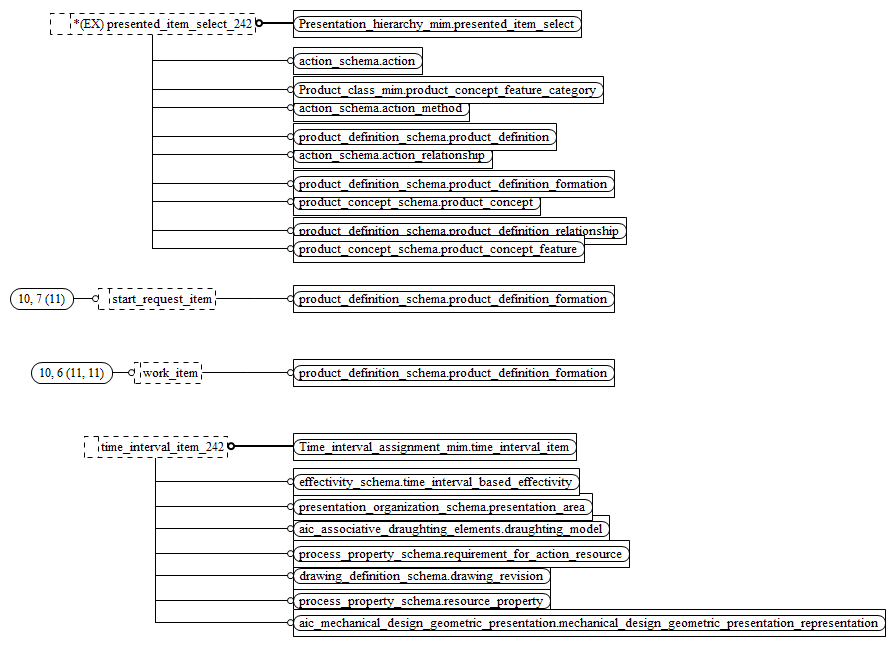 *(EX) presented_item_select_242
Presentation_hierarchy_mim.presented_item_select
action_schema.action
Product_class_mim.product_concept_feature_category
action_schema.action_method
product_definition_schema.product_definition
action_schema.action_relationship
product_definition_schema.product_definition_formation
product_concept_schema.product_concept
product_definition_schema.product_definition_relationship
product_concept_schema.product_concept_feature
10, 7 (11)
start_request_item
product_definition_schema.product_definition_formation
10, 6 (11, 11)
work_item
product_definition_schema.product_definition_formation
time_interval_item_242
Time_interval_assignment_mim.time_interval_item
effectivity_schema.time_interval_based_effectivity
presentation_organization_schema.presentation_area
aic_associative_draughting_elements.draughting_model
process_property_schema.requirement_for_action_resource
drawing_definition_schema.drawing_revision
process_property_schema.resource_property
aic_mechanical_design_geometric_presentation.mechanical_design_geometric_presentation_representation